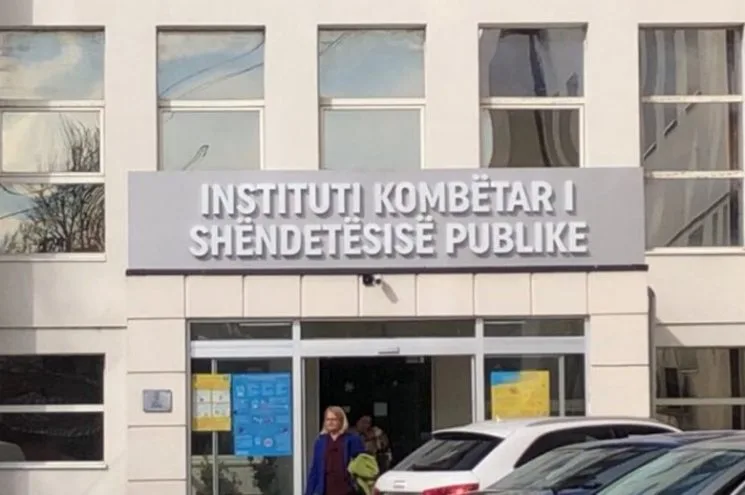 INSTITUTI KOMBËTAR I
SHËNDETËSISË PUBLIKE